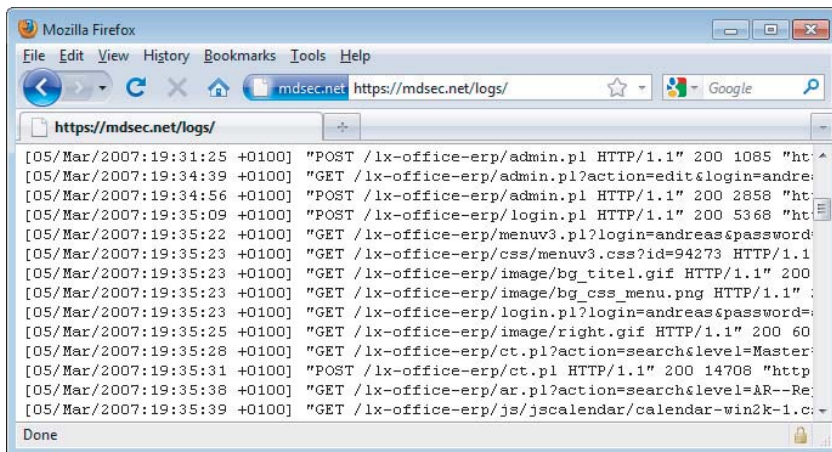 Mozilla Firefox
File Edit View History Bookmarks Tools Help
mdsec.net https://mdsec.net/logs/ Google
https://mdsec.net/logs/
[05/Mar/2007:19:31:25 +0100] "POST /lx-office-erp/admin.pl HTTP/1.1" 200 1085 "htt
[05/Mar/2007:19:34:39 +0100] "GET /lx-office-erp/admin.pl?action=edit&login=andrea
[05/Mar/2007:19:34:56 +0100] "POST /lx-office-erp/admin.pl HTTP/1.1" 200 2858 "htt
[05/Mar/2007:19:35:09 +0100] "POST /lx-office-erp/login.pl HTTP/1.1" 200 5368 "htt
[05/Mar/2007:19:35:22 +0100] "GET /lx-office-erp/menuv3.pl?login=andreas&password
[05/Mar/2007:19:35:23 +0100] "GET /lx-office-erp/css/menuv3.css?id=94273 HTTP/1.1
[05/Mar/2007:19:35:23 +0100] "GET /lx-office-erp/image/bg_titel.gif HTTP/1.1" 200
[05/Mar/2007:19:35:23 +0100] "GET /lx-office-erp/image/bg_css_menu.png HTTP/1.1"
[05/Mar/2007:19:35:23 +0100] "GET /lx-office-erp/login.pl?login=andreas&password=
[05/Mar/2007:19:35:25 +0100] "GET /lx-office-erp/image/right.gif HTTP/1.1" 200 60
[05/Mar/2007:19:35:28 +0100] "GET /lx-office-erp/ct.pl?action=search&level=Master
[05/Mar/2007:19:35:31 +0100] "POST /lx-office-erp/ct.pl HTTP/1.1" 200 14708 "http
[05/Mar/2007:19:35:38 +0100] "GET /lx-office-erp/ar.pl?action=search&level=AR--Re
[05/Mar/2007:19:35:39 +0100] "GET /lx-office-erp/js/jscalendar/calendar-win2k-1.c
Done